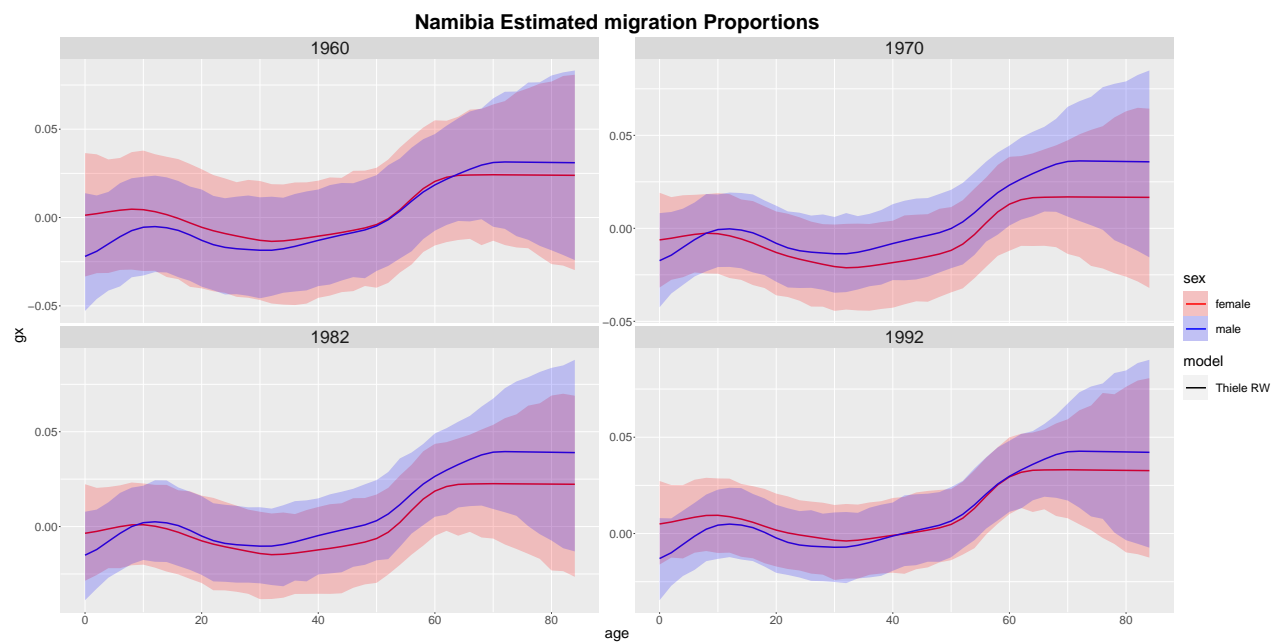 Namibia Estimated migration Proportions
1960
1970
0.05
0.00
−0.05
0.05
0.00
−0.05
1982
1992
0.05
0.00
0.05
0.00
0 20 40 60 80
0 20 40 60 80
age
gx
sex
female
male
model
Thiele RW